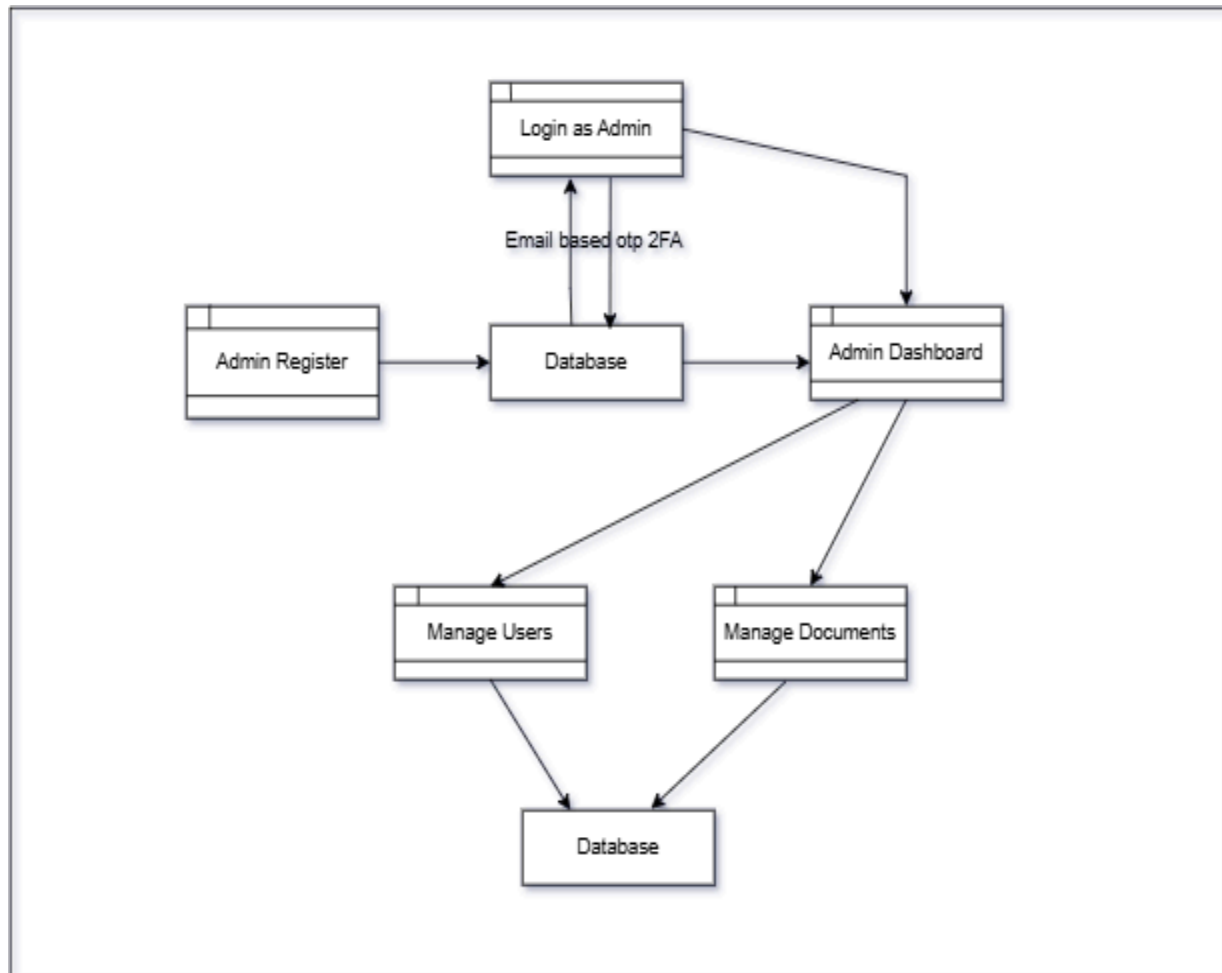 Login as Admin
Email based otp 2FA
Admin Register
Database
Admin Dashboard
Manage Users
Manage Documents
Database